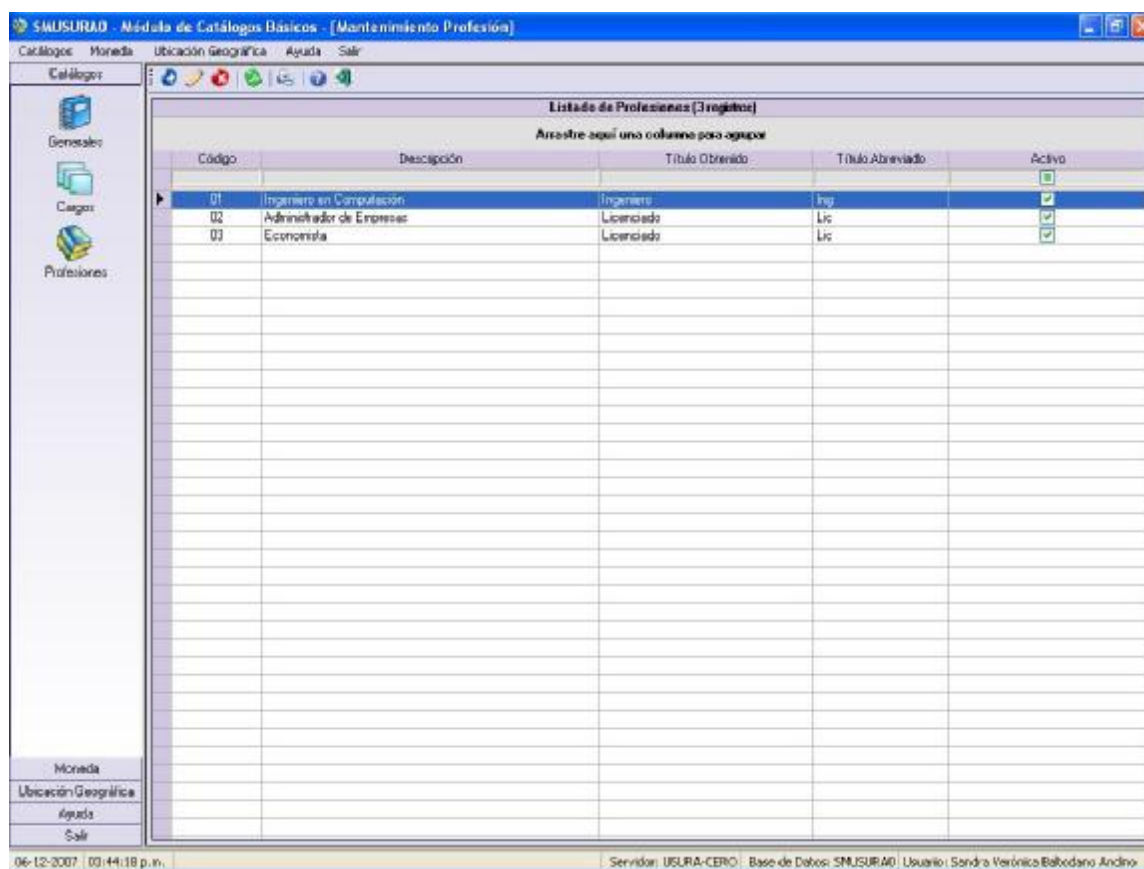 SMUSURA0 - Módulo de Catálogos Básicos - [Mantenimiento Profesión]
Catálogos Moneda Ubicación Geográfica Ayuda Salir
Catálogos
Generales
Cargos
Profesiones
Listado de Profesiones (3 registros)
Arrastre aquí una columna para agrupar
Código Descripción Título Obtenido Título Abreviado Activo
01 Ingeniero en Computación Ingeniero Ing
02 Administrador de Empresas Licenciado Lic
03 Economista Licenciado Lic
Moneda
Ubicación Geográfica
Ayuda
Salir
06-12-2007 03:44:18 p.m. Servidor: USURA-CERO Base de Datos: SMUSURA0 Usuario: Sandra Verónica Baltodano Andino